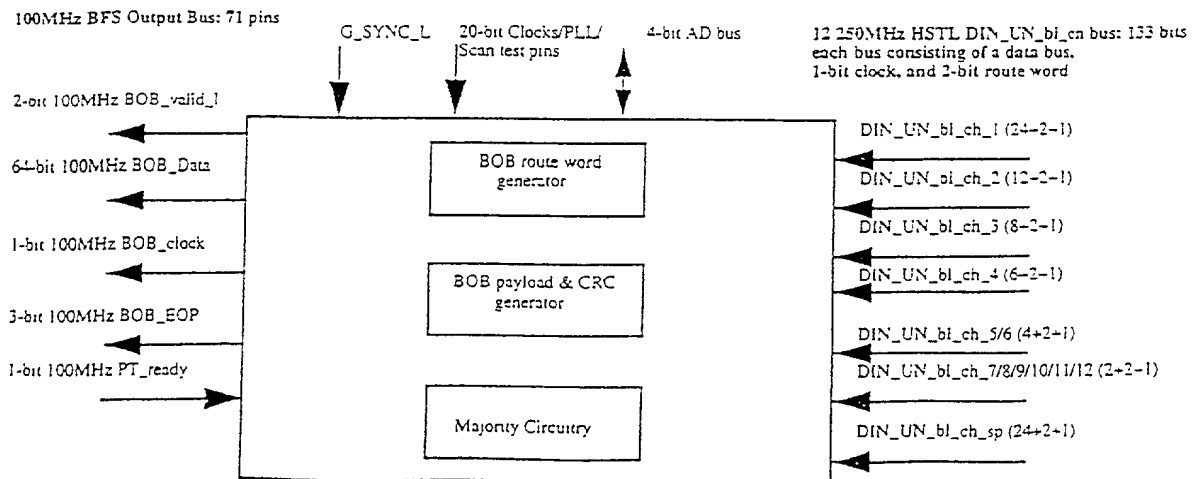 100MHz BFS Output Bus: 71 pins
G_SYNC_L
20-bit Clocks/PLL/
Scan test pins
4-bit AD bus
12 250MHz HSTL DIN_UN_bl_cn bus: 133 bits
each bus consisting of a data bus,
1-bit clock, and 2-bit route word
2-bit 100MHz BOB_valid_l
64-bit 100MHz BOB_Data
1-bit 100MHz BOB_clock
3-bit 100MHz BOB_EOP
1-bit 100MHz PT_ready
BOB route word
generator
BOB payload & CRC
generator
Majority Circuitry
DIN_UN_bl_ch_1 (24+2+1)
DIN_UN_bl_ch_2 (12+2+1)
DIN_UN_bl_ch_3 (8+2+1)
DIN_UN_bl_ch_4 (6+2+1)
DIN_UN_bl_ch_5/6 (4+2+1)
DIN_UN_bl_ch_7/8/9/10/11/12 (2+2+1)
DIN_UN_bl_ch_sp (24+2+1)